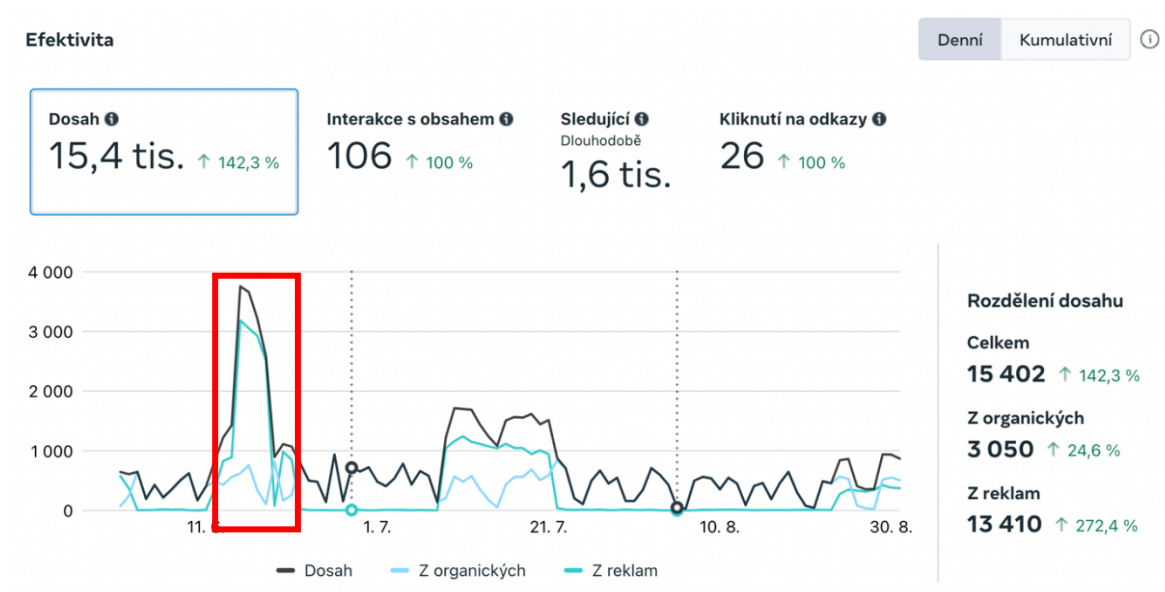 Efektivita
Denní
Kumulativní
Dosah
15,4 tis. ↑ 142,3 %
Interakce s obsahem
106 ↑ 100 %
Sledující
Dlouhodobě
1,6 tis.
Kliknutí na odkazy
26 ↑ 100 %
4 000
3 000
2 000
1 000
0
11.
1. 7.
21. 7.
10. 8.
30. 8.
Dosah
Z organických
Z reklam
Rozdělení dosahu
Celkem
15 402 ↑ 142,3 %
Z organických
3 050 ↑ 24,6 %
Z reklam
13 410 ↑ 272,4 %